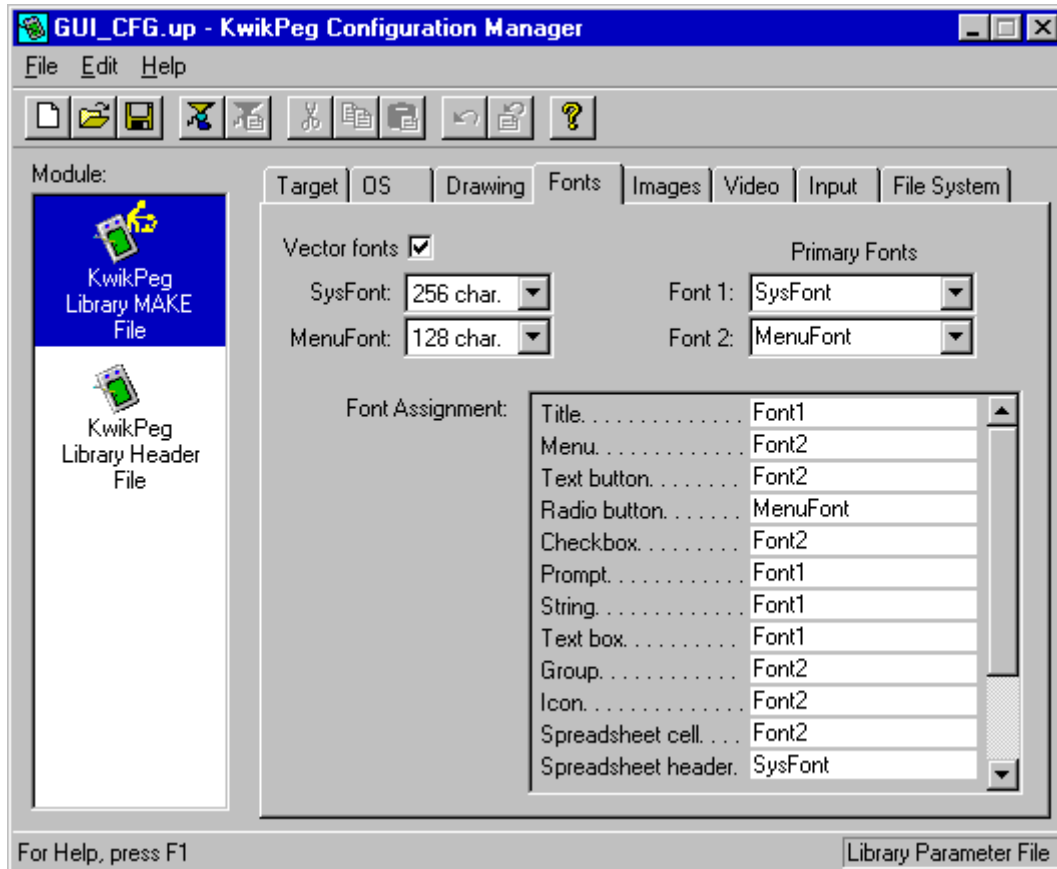 GUI_CFG.up - KwikPeg Configuration Manager
File Edit Help
Module:
KwikPeg
Library MAKE
File
KwikPeg
Library Header
File
Target OS Drawing Fonts Images Video Input File System
Vector fonts
Primary Fonts
SysFont: 256 char. Font 1: SysFont
MenuFont: 128 char. Font 2: MenuFont
Font Assignment:
Title. . . . . . . . . . . . . . Font1
Menu. . . . . . . . . . . . . Font2
Text button. . . . . . . . Font2
Radio button. . . . . . . MenuFont
Checkbox. . . . . . . . . Font2
Prompt. . . . . . . . . . . . Font1
String. . . . . . . . . . . . . Font1
Text box. . . . . . . . . . Font1
Group. . . . . . . . . . . . Font2
Icon. . . . . . . . . . . . . . Font2
Spreadsheet cell. . . . Font2
Spreadsheet header. SysFont
For Help, press F1
Library Parameter File